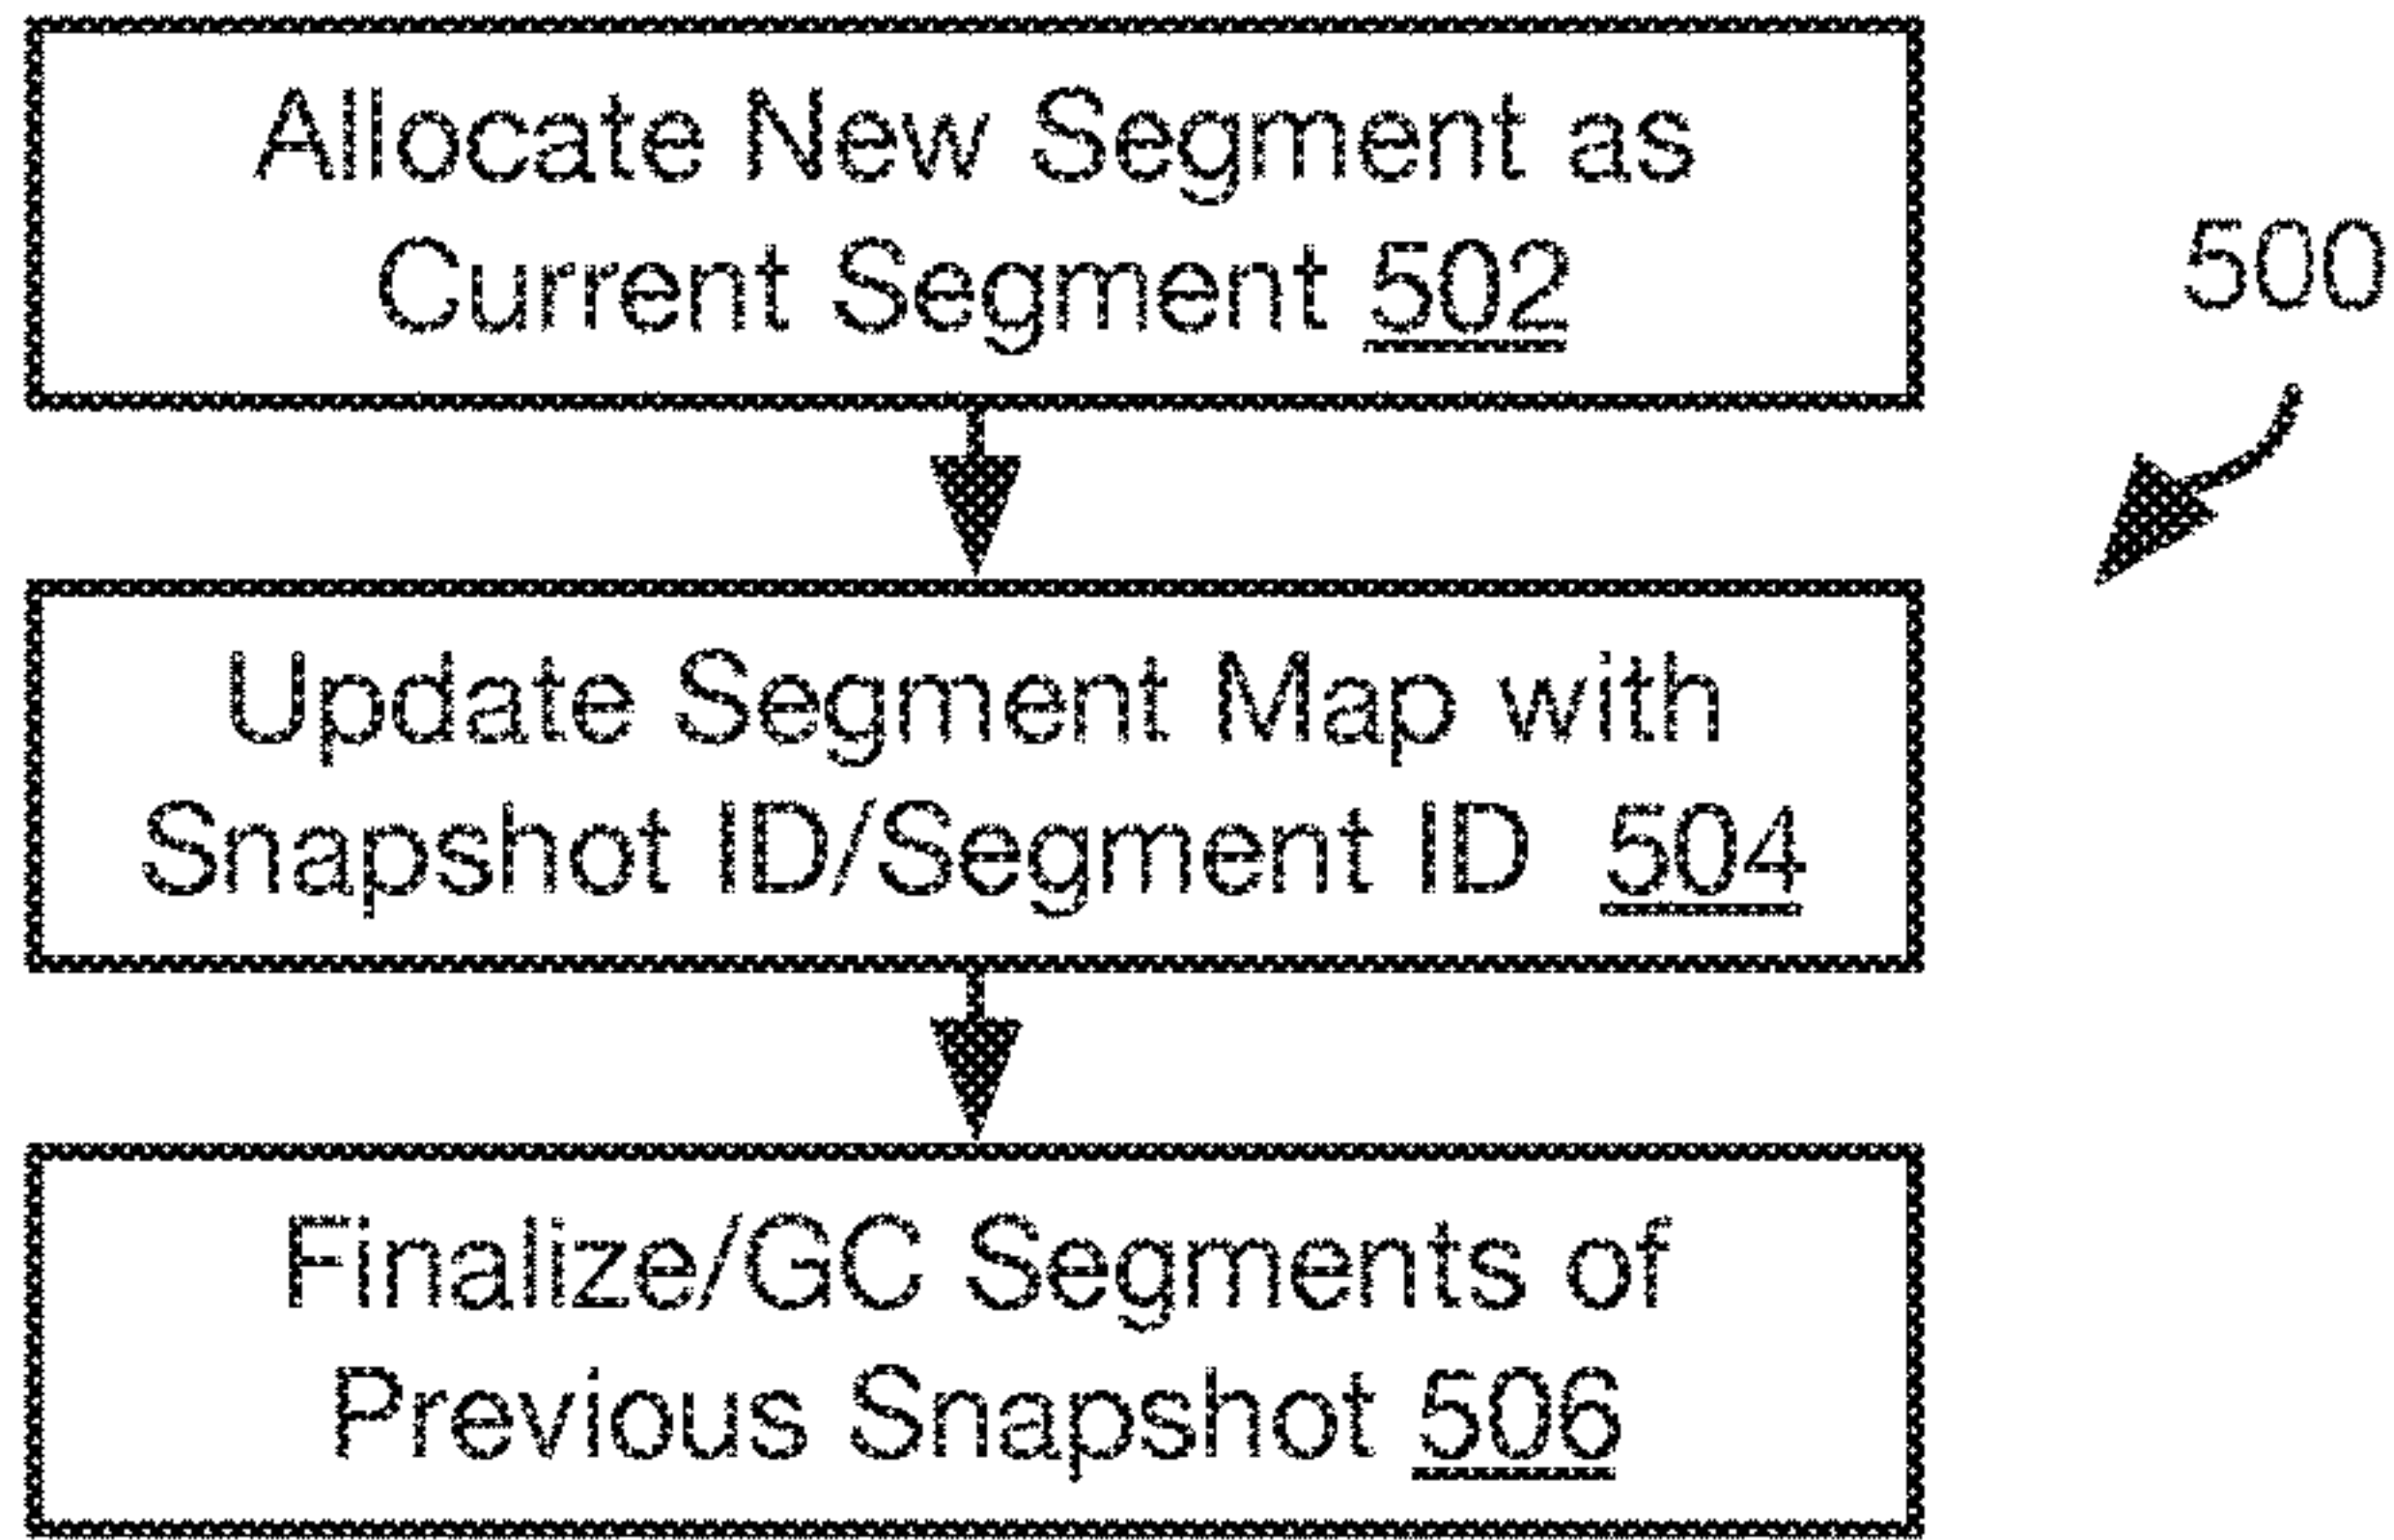 Allocate New Segment as
Current Segment 502
500
Update Segment Map with
Snapshot ID/Segment ID 504
Finalize/GC Segments of
Previous Snapshot 506